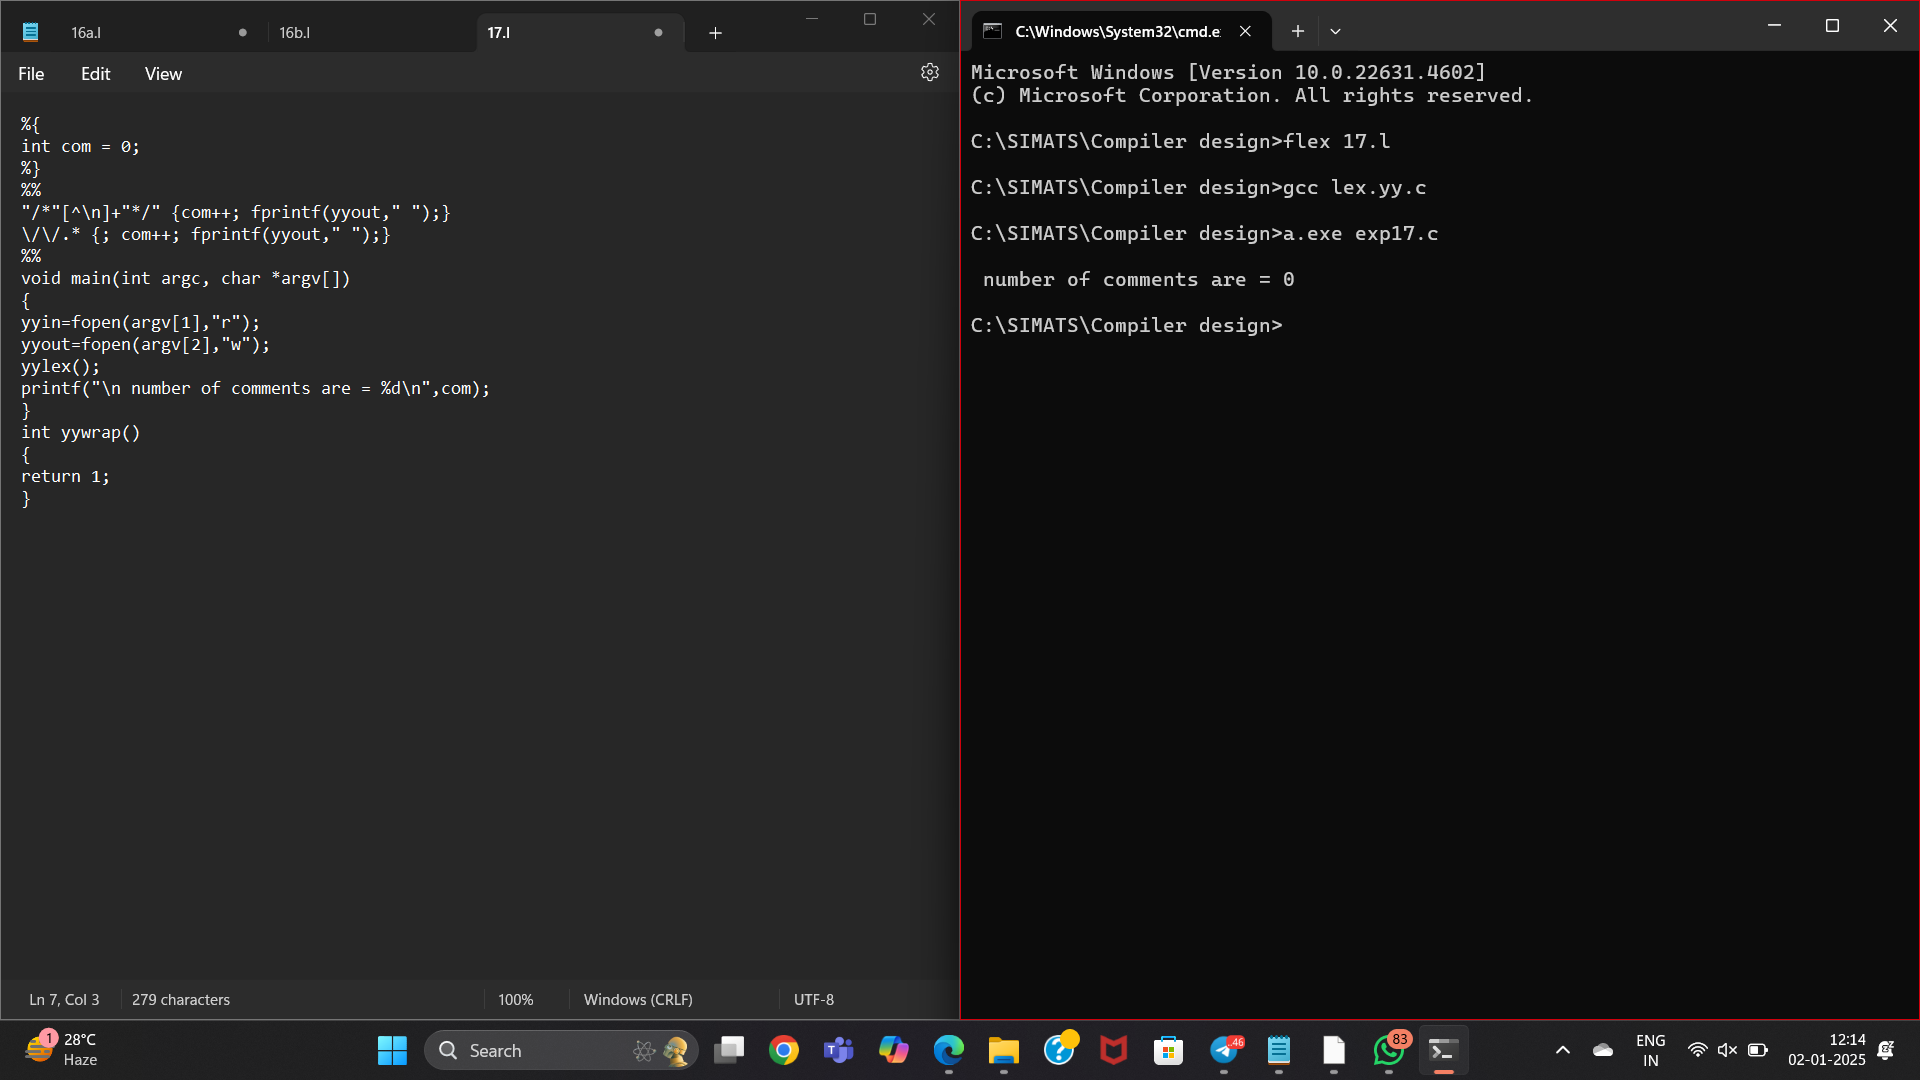 16a.l
16b.l
17.l
File Edit View
%{
int com = 0;
%}
%%
"/*"[^\n]+"*/" {com++; fprintf(yyout," ");}
\/\/.* {; com++; fprintf(yyout," ");}
%%
void main(int argc, char *argv[])
{
yyin=fopen(argv[1],"r");
yyout=fopen(argv[2],"w");
yylex();
printf("\n number of comments are = %d\n",com);
}
int yywrap()
{
return 1;
}
Ln 7, Col 3 279 characters 100% Windows (CRLF) UTF-8
C:\Windows\System32\cmd.e
Microsoft Windows [Version 10.0.22631.4602]
(c) Microsoft Corporation. All rights reserved.
C:\SIMATS\Compiler design>flex 17.l
C:\SIMATS\Compiler design>gcc lex.yy.c
C:\SIMATS\Compiler design>a.exe exp17.c
number of comments are = 0
C:\SIMATS\Compiler design>
1
28°C
Haze
Search
T
46
83
ENG
IN
12:14
02-01-2025